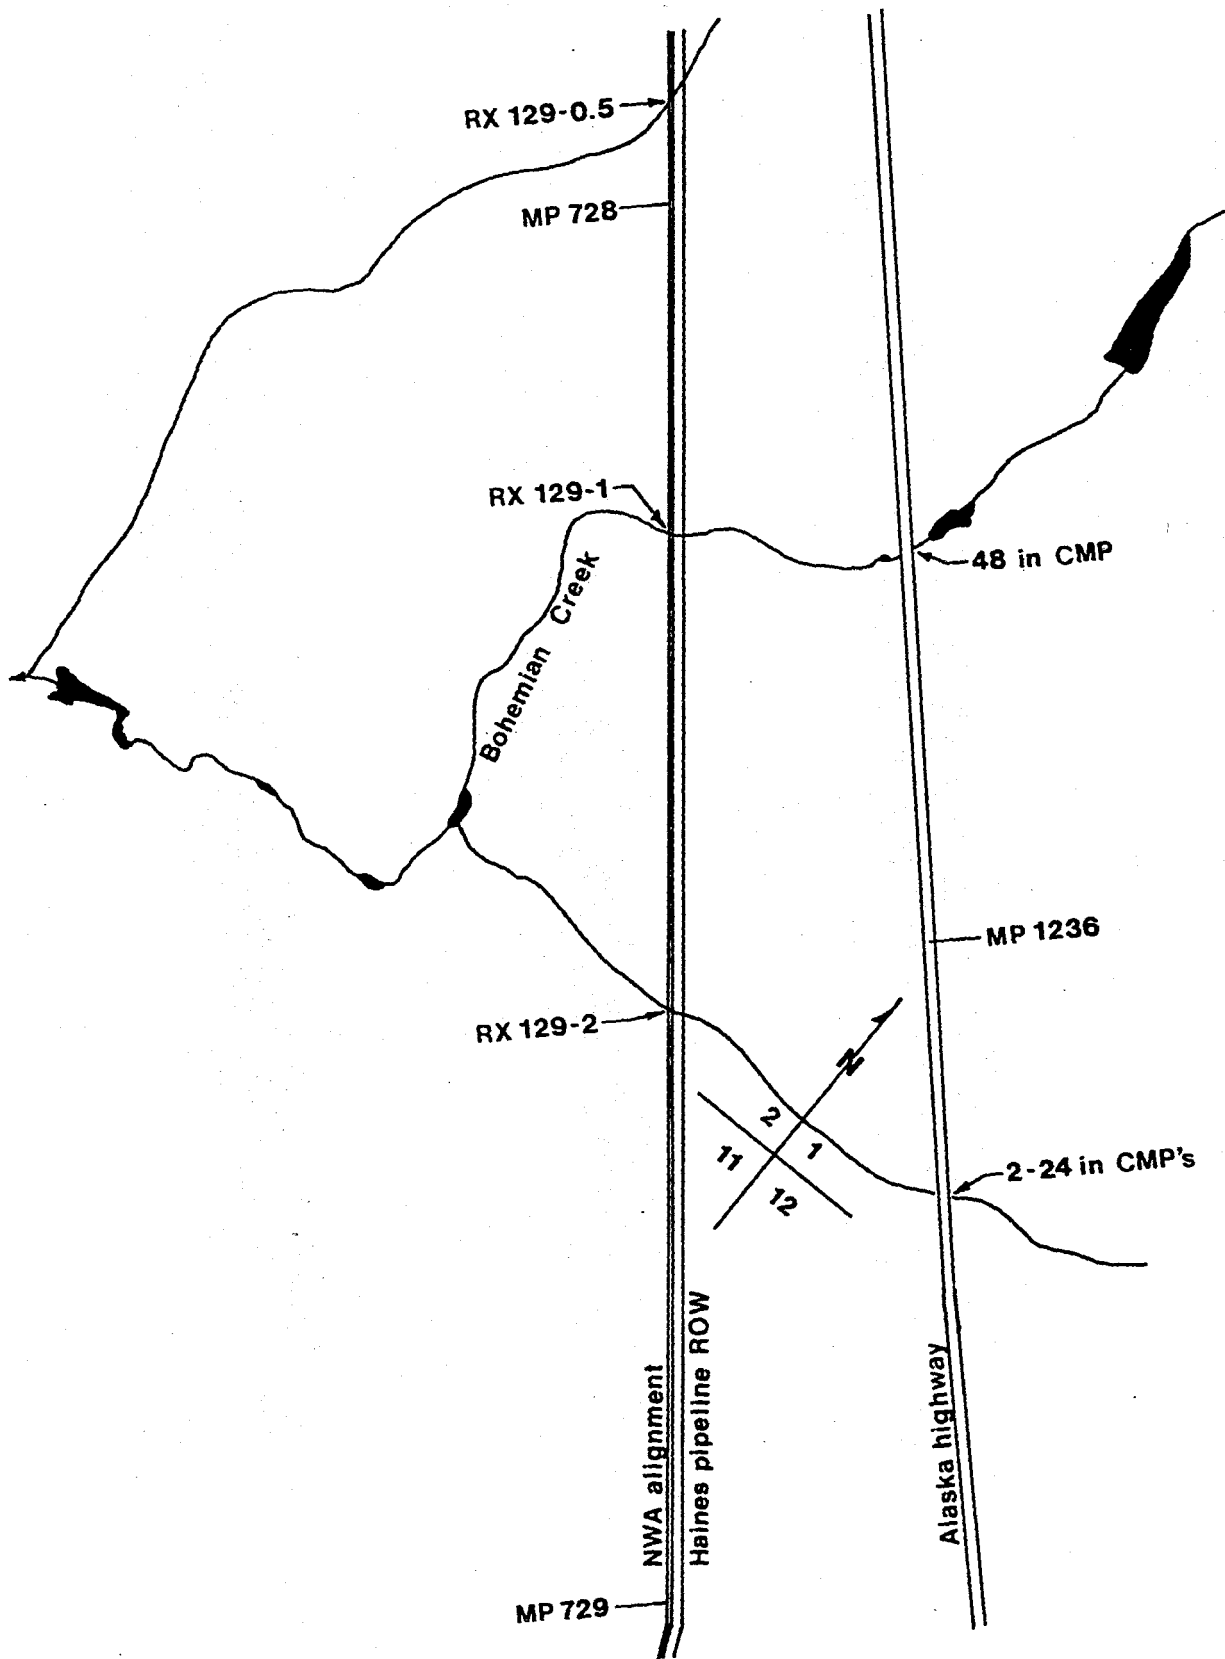 RX 129-0.5
MP 728
RX 129-1
48 in CMP
Bohemian Creek
MP 1236
RX 129-2
N
2
1
11
12
2-24 in CMP's
NWA alignment
Haines pipeline ROW
Alaska highway
MP 729